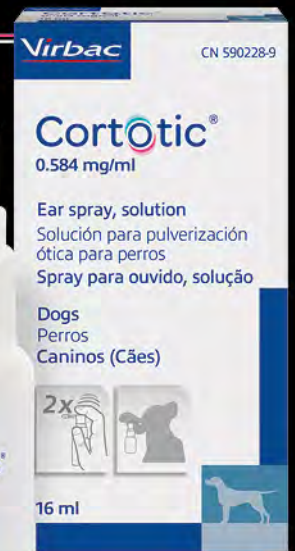 Virbac
CN 590228-9
Cortotic®
0.584 mg/ml
Ear spray, solution
Solución para pulverización
ótica para perros
Spray para ouvido, solução
Dogs
Perros
Caninos (Cães)
2x
16 ml